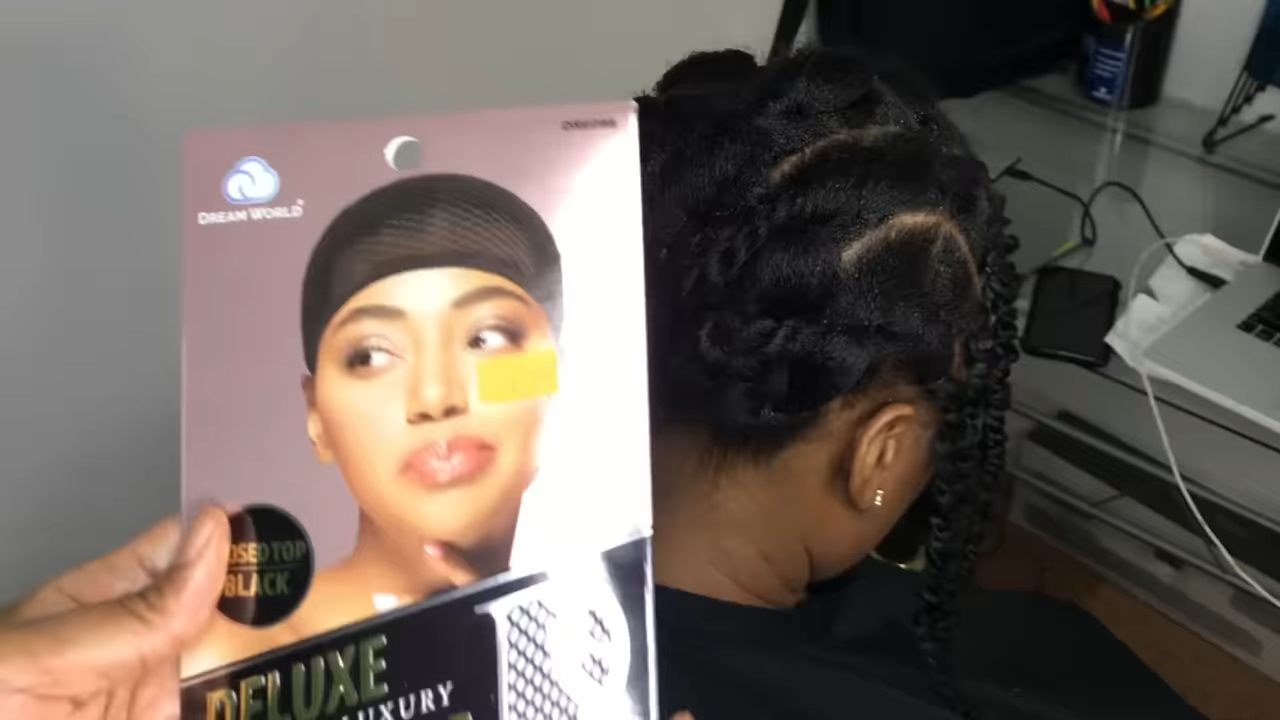 DREAM WORLD
OSED TOP
BLACK
DELUXE
LUXURY